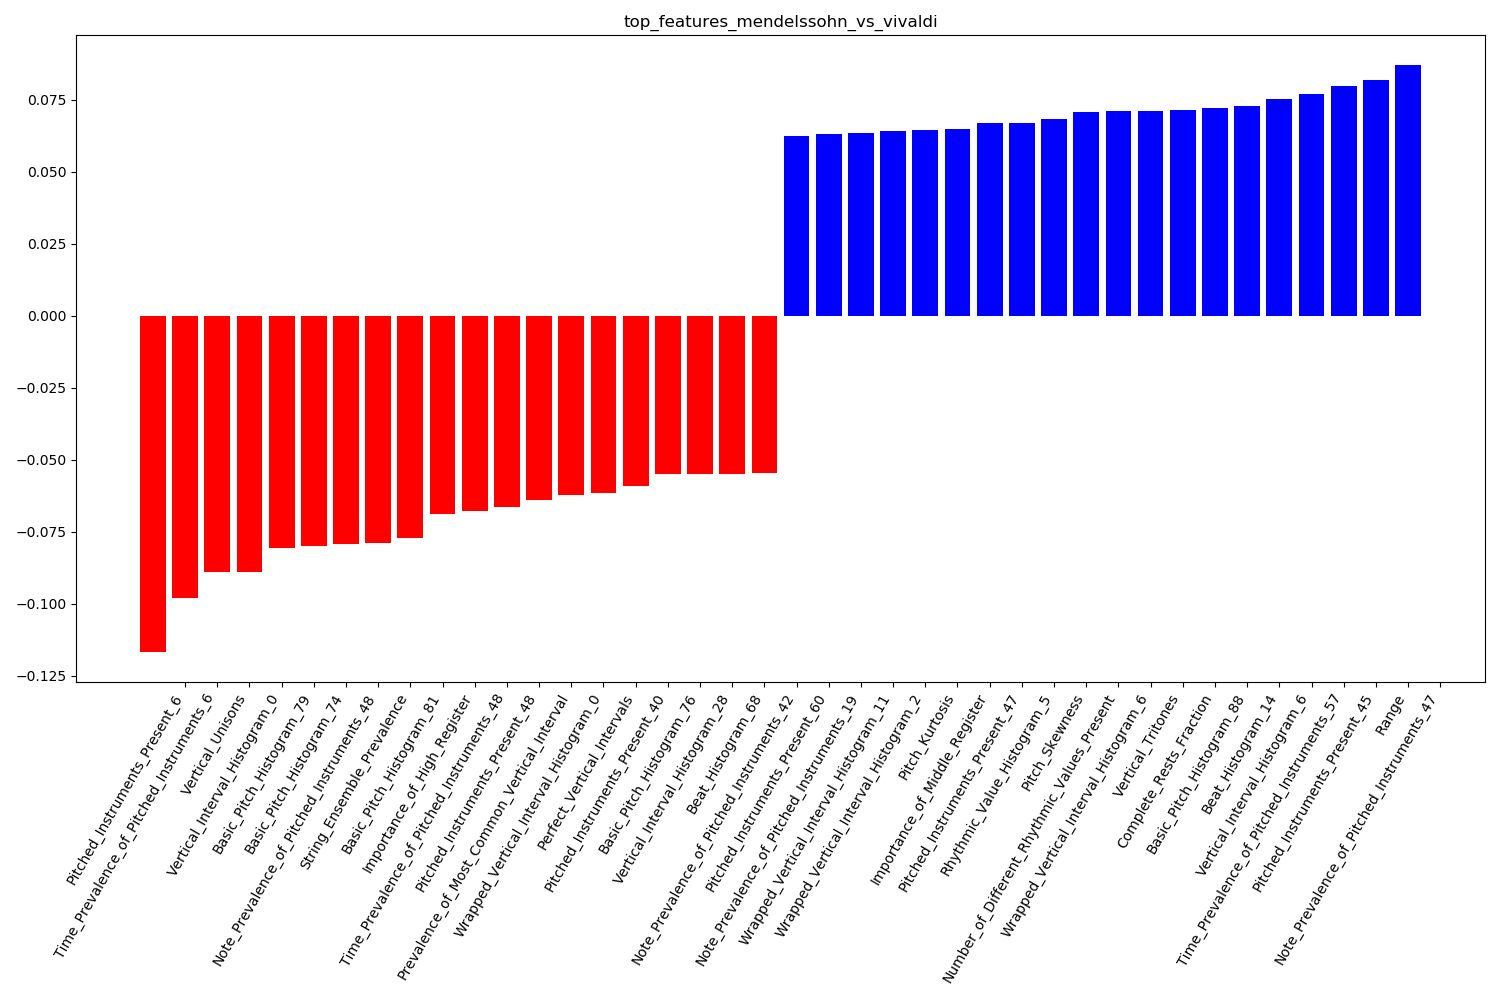 top_features_mendelssohn_vs_vivaldi
0.075
0.050
0.025
0.000
−0.025
−0.050
−0.075
−0.100
−0.125
Pitched_Instruments_Present_6
Time_Prevalence_of_Pitched_Instruments_6
Vertical_Unisons
Vertical_Interval_Histogram_0
Basic_Pitch_Histogram_79
Basic_Pitch_Histogram_74
Note_Prevalence_of_Pitched_Instruments_48
String_Ensemble_Prevalence
Basic_Pitch_Histogram_81
Importance_of_High_Register
Time_Prevalence_of_Pitched_Instruments_48
Pitched_Instruments_Present_48
Prevalence_of_Most_Common_Vertical_Interval
Wrapped_Vertical_Interval_Histogram_0
Perfect_Vertical_Intervals
Pitched_Instruments_Present_40
Basic_Pitch_Histogram_76
Vertical_Interval_Histogram_28
Beat_Histogram_68
Note_Prevalence_of_Pitched_Instruments_42
Pitched_Instruments_Present_60
Note_Prevalence_of_Pitched_Instruments_19
Wrapped_Vertical_Interval_Histogram_11
Wrapped_Vertical_Interval_Histogram_2
Pitch_Kurtosis
Importance_of_Middle_Register
Pitched_Instruments_Present_47
Rhythmic_Value_Histogram_5
Pitch_Skewness
Number_of_Different_Rhythmic_Values_Present
Wrapped_Vertical_Interval_Histogram_6
Vertical_Tritones
Complete_Rests_Fraction
Basic_Pitch_Histogram_88
Beat_Histogram_14
Vertical_Interval_Histogram_6
Time_Prevalence_of_Pitched_Instruments_57
Pitched_Instruments_Present_45
Range
Note_Prevalence_of_Pitched_Instruments_47